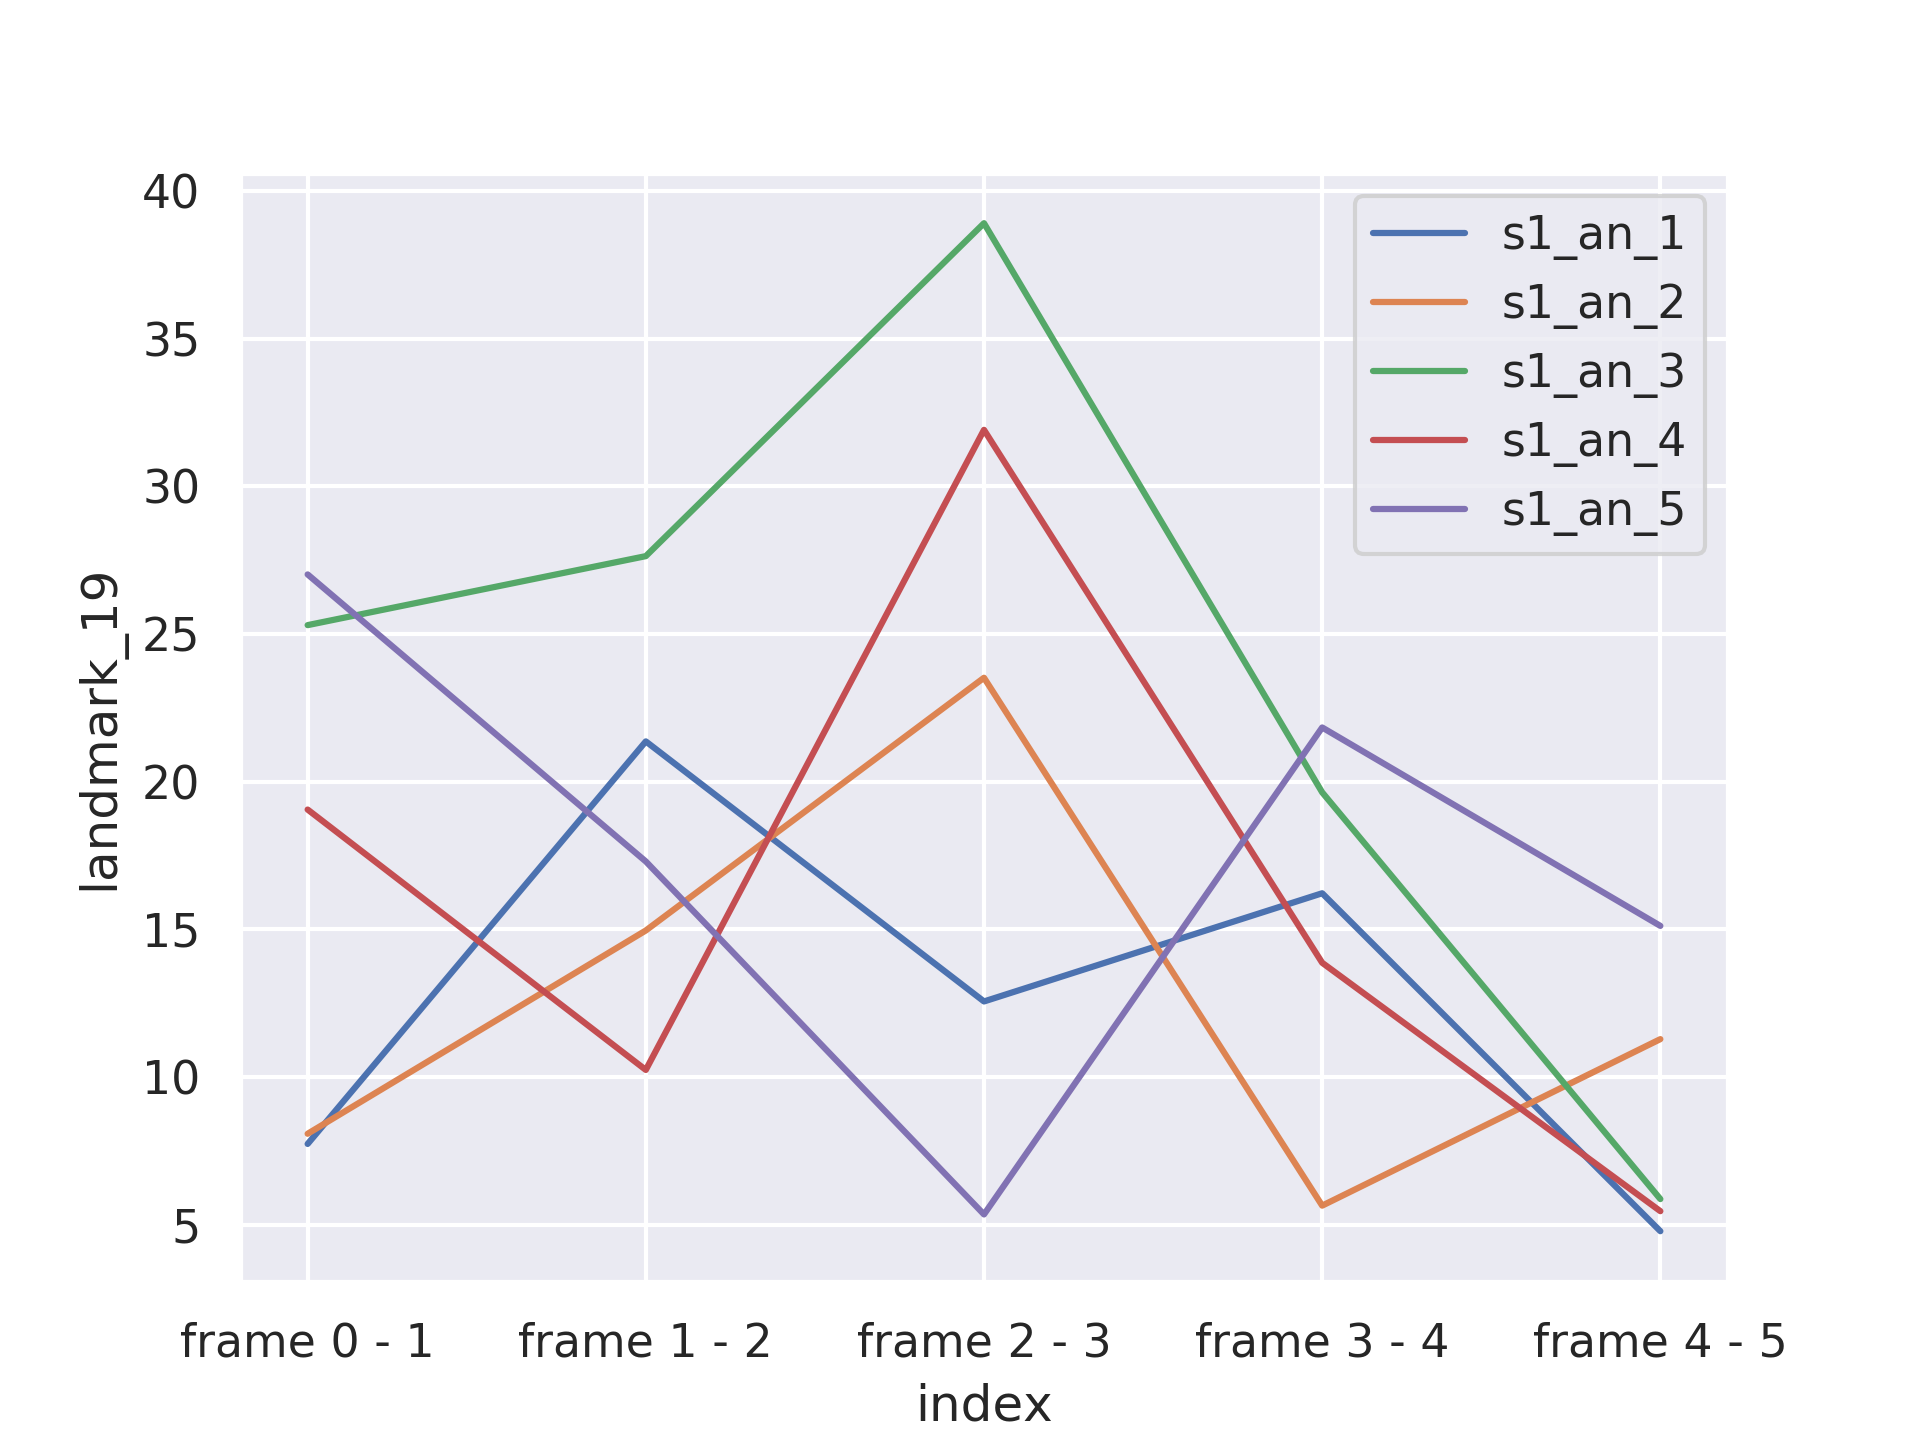 40
35
30
25
20
15
10
5
landmark_19
s1_an_1
s1_an_2
s1_an_3
s1_an_4
s1_an_5
frame 0 - 1 frame 1 - 2 frame 2 - 3 frame 3 - 4 frame 4 - 5
index